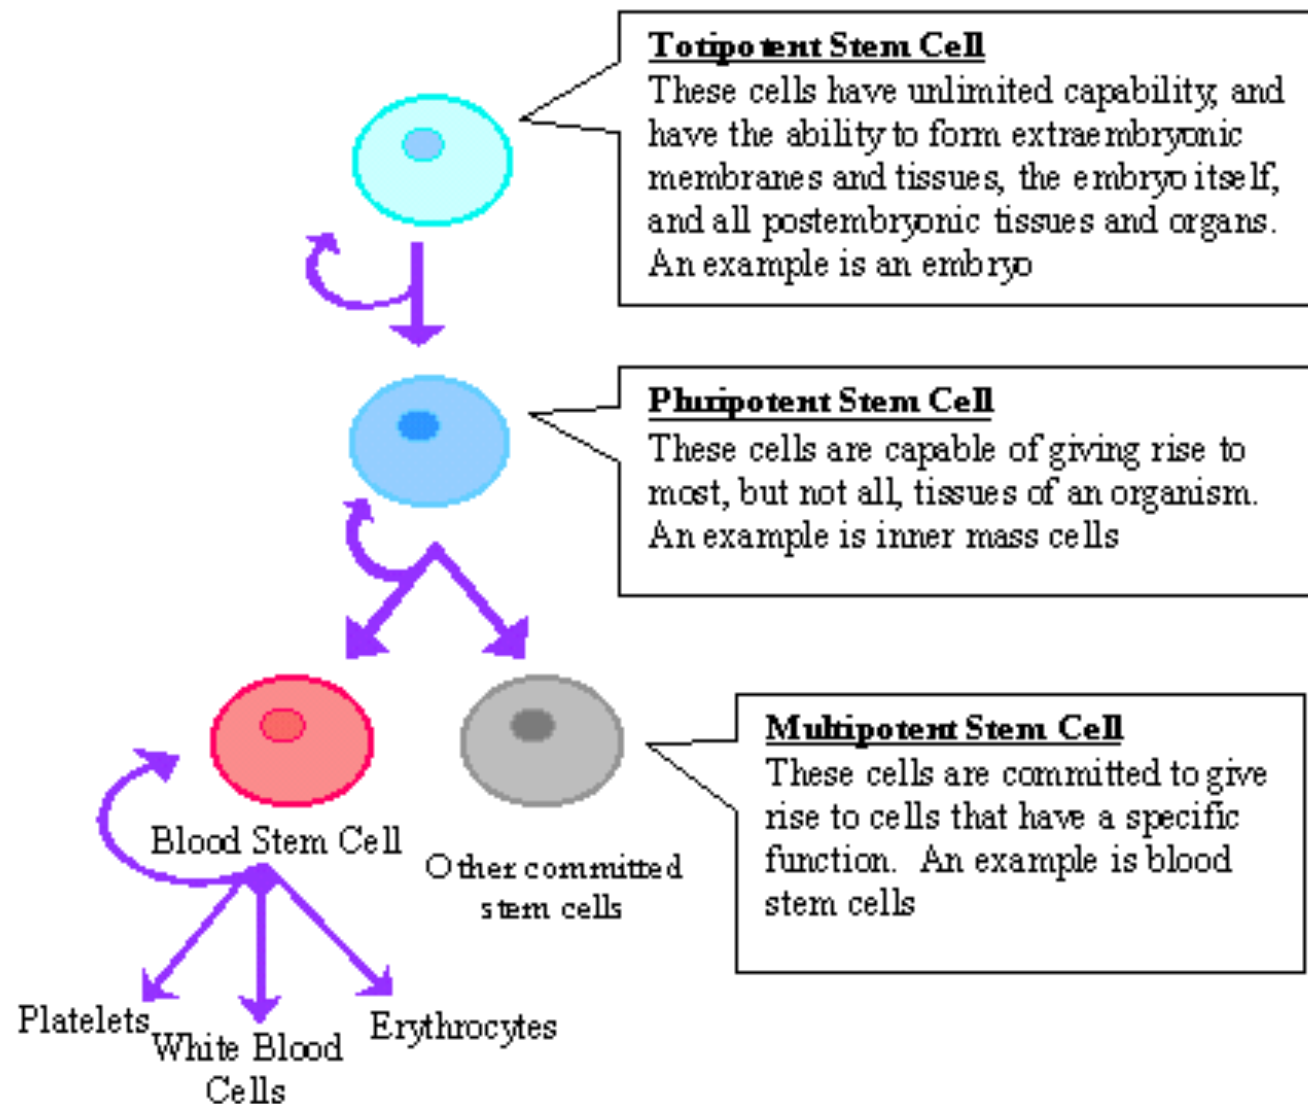 Totipotent Stem Cell
These cells have unlimited capability, and
have the ability to form extraembryonic
membranes and tissues, the embryo itself,
and all postembryonic tissues and organs.
An example is an embryo
Pluripotent Stem Cell
These cells are capable of giving rise to
most, but not all, tissues of an organism.
An example is inner mass cells
Multipotent Stem Cell
These cells are committed to give
rise to cells that have a specific
function. An example is blood
stem cells
Blood Stem Cell
Other committed
stem cells
Platelets
White Blood
Cells
Erythrocytes